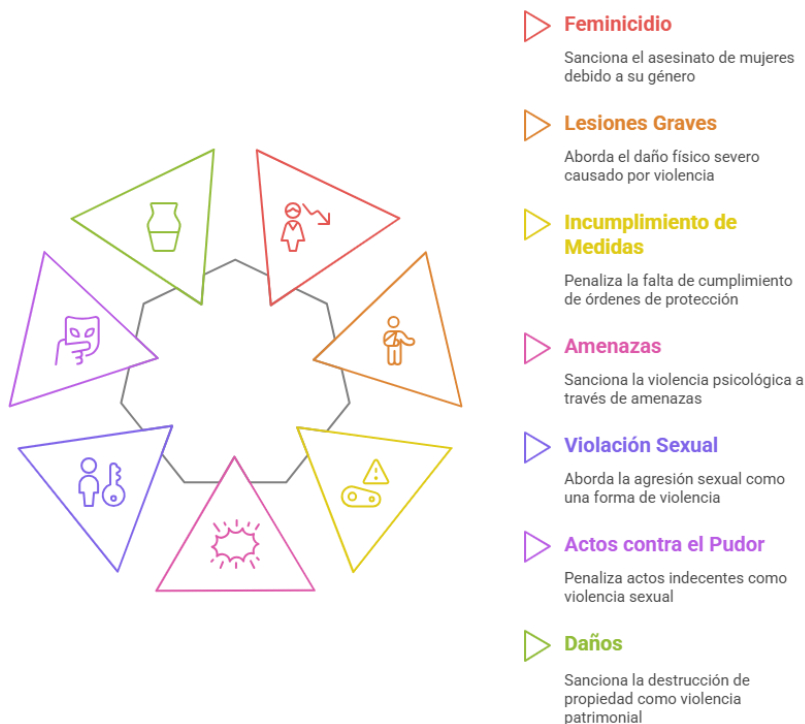 Feminicidio
Sanciona el asesinato de mujeres
debido a su género
Lesiones Graves
Aborda el daño físico severo
causado por violencia
Incumplimiento de
Medidas
Penaliza la falta de cumplimiento
de órdenes de protección
Amenazas
Sanciona la violencia psicológica a
través de amenazas
Violación Sexual
Aborda la agresión sexual como
una forma de violencia
Actos contra el Pudor
Penaliza actos indecentes como
violencia sexual
Daños
Sanciona la destrucción de
propiedad como violencia
patrimonial